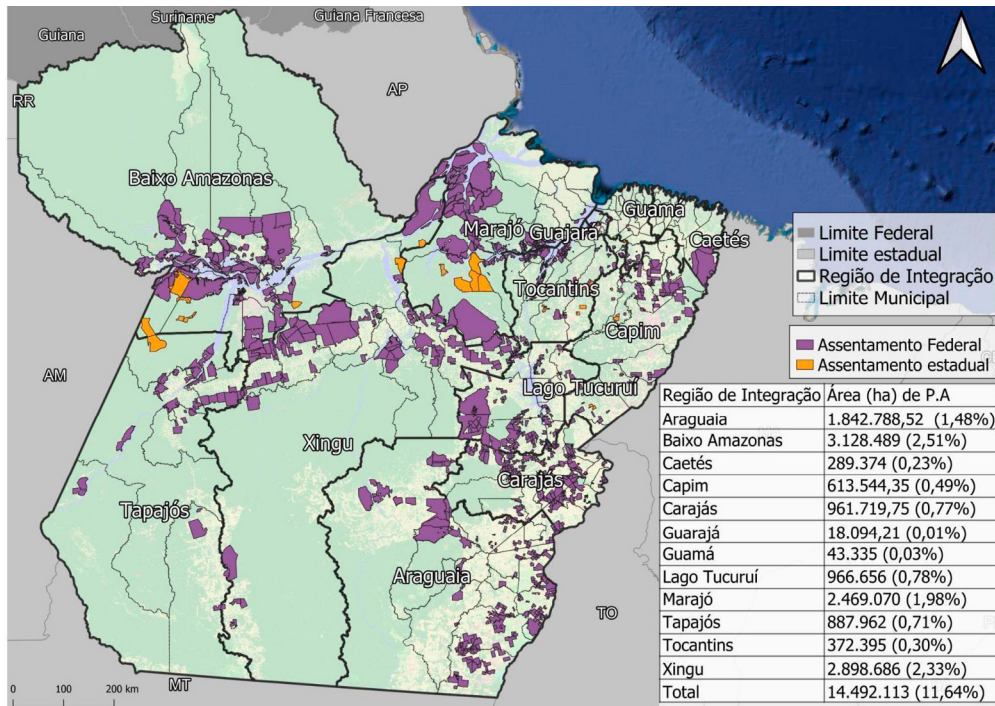 Suriname
Guiana Francesa
Guiana
RR
AP
Baixo Amazonas
Guamá
Marajó
Guajará
Caetés
Tocantins
Capim
AM
Lago Tucuruí
Xingu
Carajás
Tapajós
Araguaia
TO
MT
0 100 200 km
Limite Federal
Limite estadual
Região de Integração
Limite Municipal
Assentamento Federal
Assentamento estadual
Região de Integração Área (ha) de P.A
Araguaia 1.842.788,52 (1,48%)
Baixo Amazonas 3.128.489 (2,51%)
Caetés 289.374 (0,23%)
Capim 613.544,35 (0,49%)
Carajás 961.719,75 (0,77%)
Guarajá 18.094,21 (0,01%)
Guamá 43.335 (0,03%)
Lago Tucuruí 966.656 (0,78%)
Marajó 2.469.070 (1,98%)
Tapajós 887.962 (0,71%)
Tocantins 372.395 (0,30%)
Xingu 2.898.686 (2,33%)
Total 14.492.113 (11,64%)